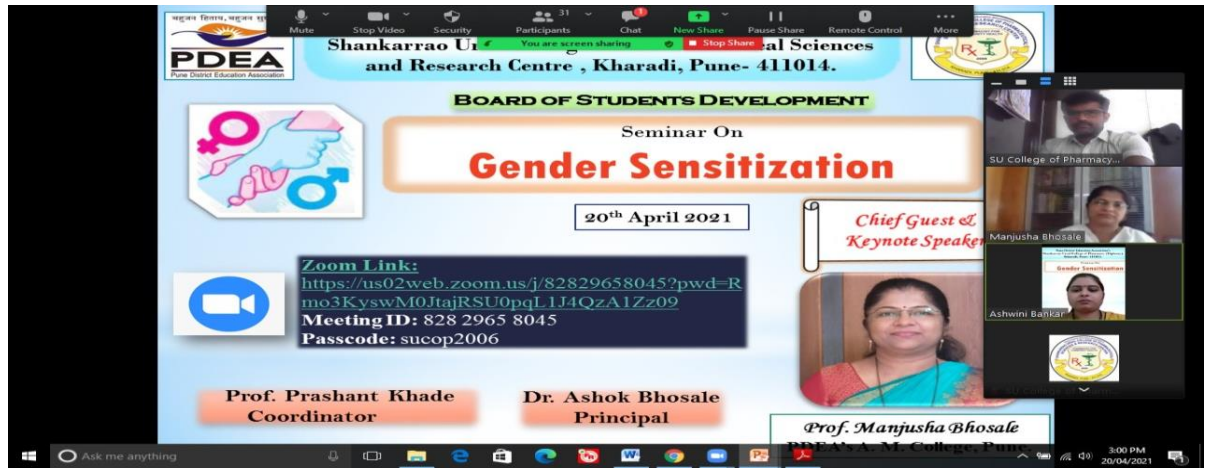 बहुजन हिताय, बहुजन सु
PDEA
Pune District Education Association
Mute
Stop Video
Security
Participants
31
Chat
1
New Share
Pause Share
Remote Control
More
You are screen sharing
Stop Share
Shankarrao U
al Sciences
and Research Centre , Kharadi, Pune- 411014.
BOARD OF STUDENTS DEVELOPMENT
Seminar On
Gender Sensitization
20th April 2021
Chief Guest &
Keynote Speaker
Zoom Link:
https://us02web.zoom.us/j/82829658045?pwd=R
mo3KyswM0JtajRSU0pqL1J4QzA1Zz09
Meeting ID: 828 2965 8045
Passcode: sucop2006
Prof. Prashant Khade
Coordinator
Dr. Ashok Bhosale
Principal
Prof. Manjusha Bhosale
PDEA's A. M. College, Pune.
SU College of Pharmacy...
Manjusha Bhosale
Gender Sensitization
Ashwini Bankar
Ask me anything
3:00 PM
20/04/2021